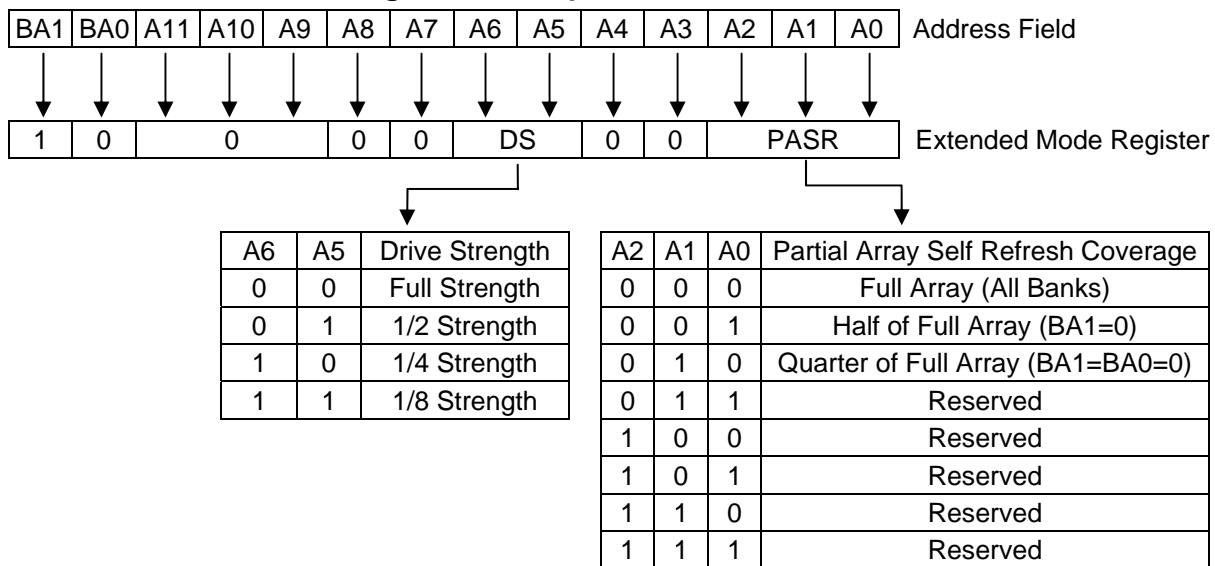 BA1 BA0 A11 A10 A9 A8 A7 A6 A5 A4 A3 A2 A1 A0 Address Field
1 0 0 0 0 DS 0 0 PASR Extended Mode Register
A6 A5 Drive Strength
0 0 Full Strength
0 1 1/2 Strength
1 0 1/4 Strength
1 1 1/8 Strength
A2 A1 A0 Partial Array Self Refresh Coverage
0 0 0 Full Array (All Banks)
0 0 1 Half of Full Array (BA1=0)
0 1 0 Quarter of Full Array (BA1=BA0=0)
0 1 1 Reserved
1 0 0 Reserved
1 0 1 Reserved
1 1 0 Reserved
1 1 1 Reserved